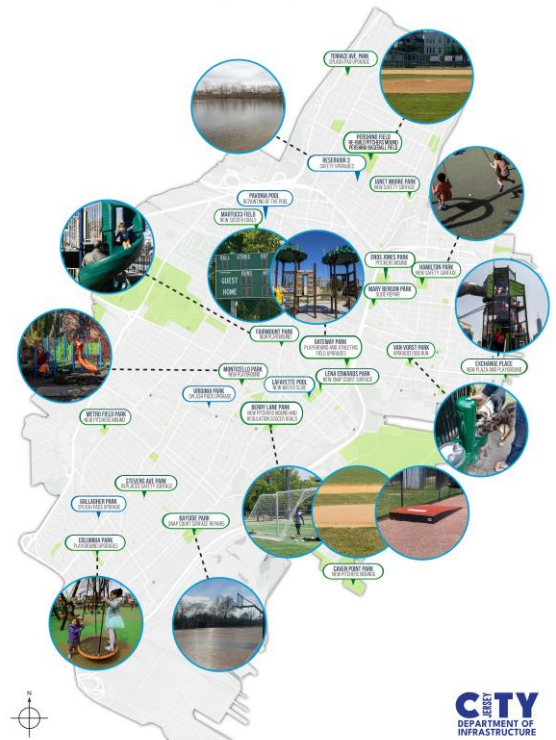 TERRACE AVE. PARK
SPLASH PAD UPGRADE
PERSHING FIELD
RE-BUILD PITCHERS MOUND
PERSHING BASEBALL FIELD
RESERVOIR 3
SAFETY UPGRADES
JANET MOORE PARK
NEW SAFETY SURFACE
PAVONIA POOL
REPAINTING OF THE POOL
MARTUCCI FIELD
NEW SOCCER GOALS
BALL STRIKE OUT
RUNS
GUEST
HOME
ENOS JONES PARK
PITCHERS MOUND
HAMILTON PARK
NEW SAFETY SURFACE
MARY BENSON PARK
SLIDE REPAIR
FAIRMOUNT PARK
NEW PLAYGROUND
GATEWAY PARK
PLAYGROUND AND ATHLETHIC
FIELD UPGRADES
VAN VORST PARK
UPGRADED DOG RUN
EXCHANGE PLACE
NEW PLAZA AND PLAYGROUND
MONTICELLO PARK
NEW PLAYGROUND
LENA EDWARDS PARK
NEW SNAP COURT SURFACE
LAFAYETTE POOL
NEW WATER SLIDE
VIRGINIA PARK
SPLASH PADS UPGRADE
BERRY LANE PARK
NEW PITCHERS MOUND AND
REGULATION SOCCER GOALS
METRO FIELD PARK
NEW PITCHERS MOUND
STEVENS AVE PARK
REPLACED SAFETY SURFACE
GALLAGHER PARK
SPLASH PADS UPGRADE
BAYSIDE PARK
SNAP COURT SURFACE REPAIRS
COLUMBIA PARK
PLAYGROUND UPGRADES
CAVEN POINT PARK
NEW PITCHERS MOUNDS
N
JERSEY CITY
DEPARTMENT OF
INFRASTRUCTURE